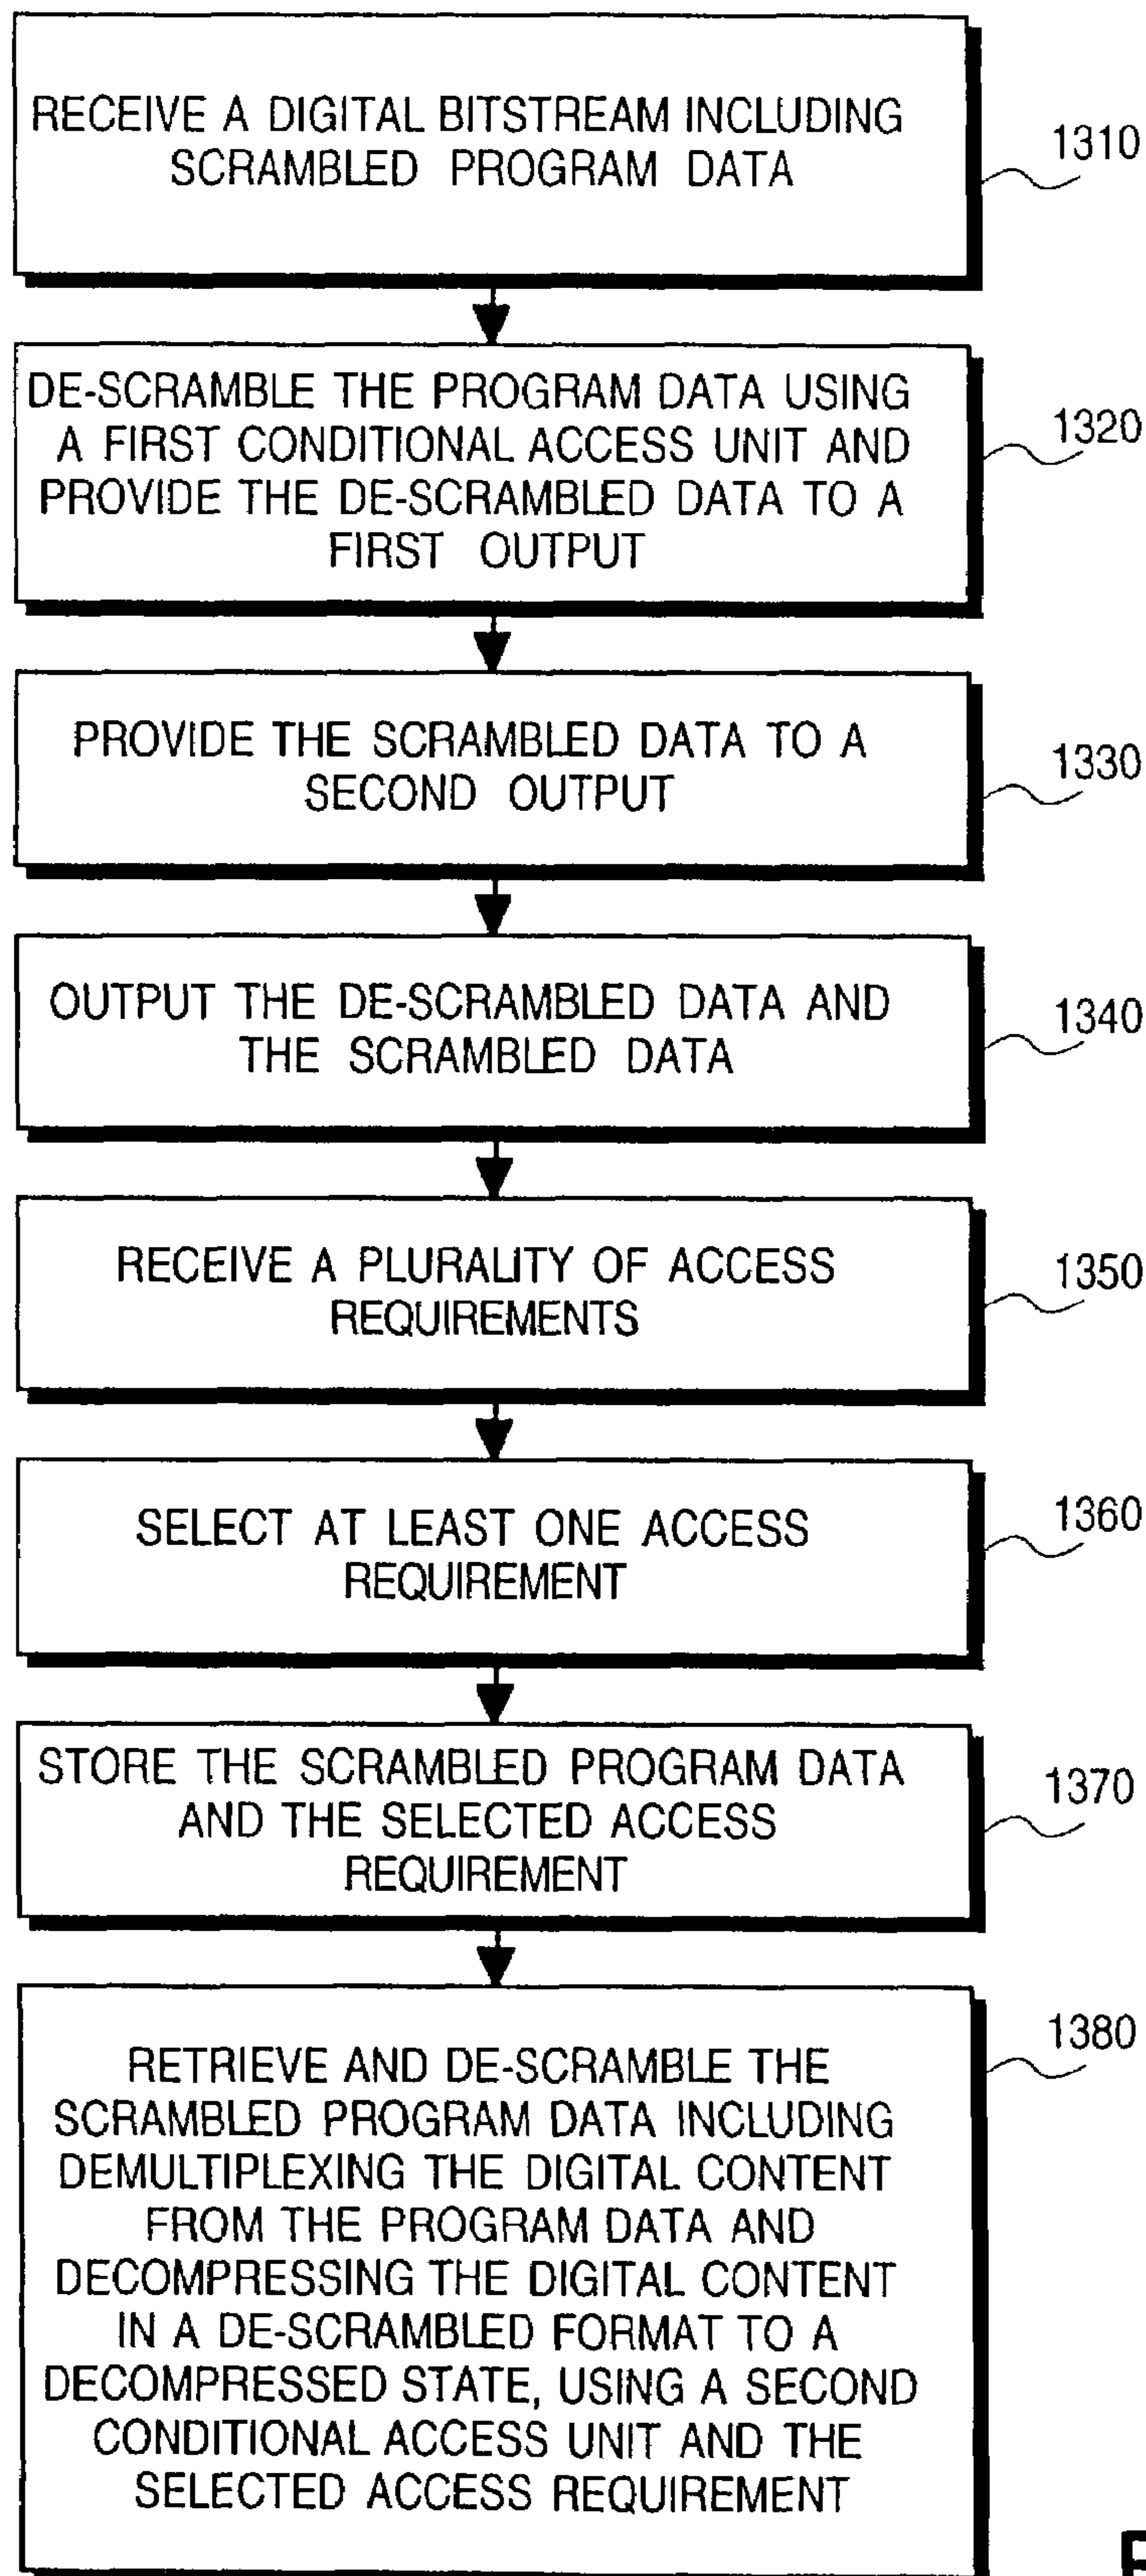 RECEIVE A DIGITAL BITSTREAM INCLUDING
SCRAMBLED PROGRAM DATA
1310
DE-SCRAMBLE THE PROGRAM DATA USING
A FIRST CONDITIONAL ACCESS UNIT AND
PROVIDE THE DE-SCRAMBLED DATA TO A
FIRST OUTPUT
1320
PROVIDE THE SCRAMBLED DATA TO A
SECOND OUTPUT
1330
OUTPUT THE DE-SCRAMBLED DATA AND
THE SCRAMBLED DATA
1340
RECEIVE A PLURALITY OF ACCESS
REQUIREMENTS
1350
SELECT AT LEAST ONE ACCESS
REQUIREMENT
1360
STORE THE SCRAMBLED PROGRAM DATA
AND THE SELECTED ACCESS
REQUIREMENT
1370
RETRIEVE AND DE-SCRAMBLE THE
SCRAMBLED PROGRAM DATA INCLUDING
DEMULTIPLEXING THE DIGITAL CONTENT
FROM THE PROGRAM DATA AND
DECOMPRESSING THE DIGITAL CONTENT
IN A DE-SCRAMBLED FORMAT TO A
DECOMPRESSED STATE, USING A SECOND
CONDITIONAL ACCESS UNIT AND THE
SELECTED ACCESS REQUIREMENT
1380